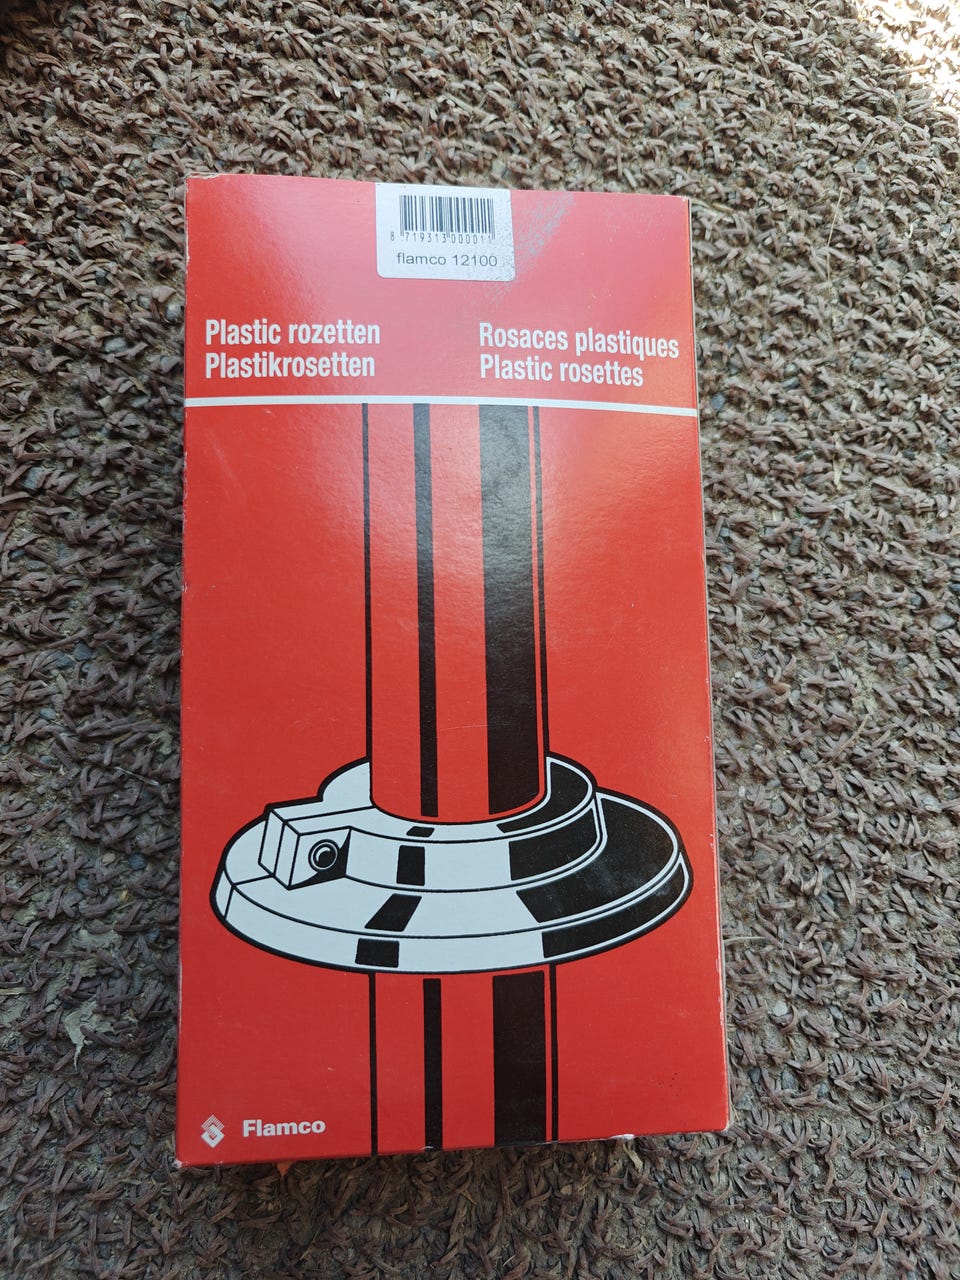 8 719313 000011
flamco 12100
Plastic rozetten
Plastikrosetten
Rosaces plastiques
Plastic rosettes
Flamco